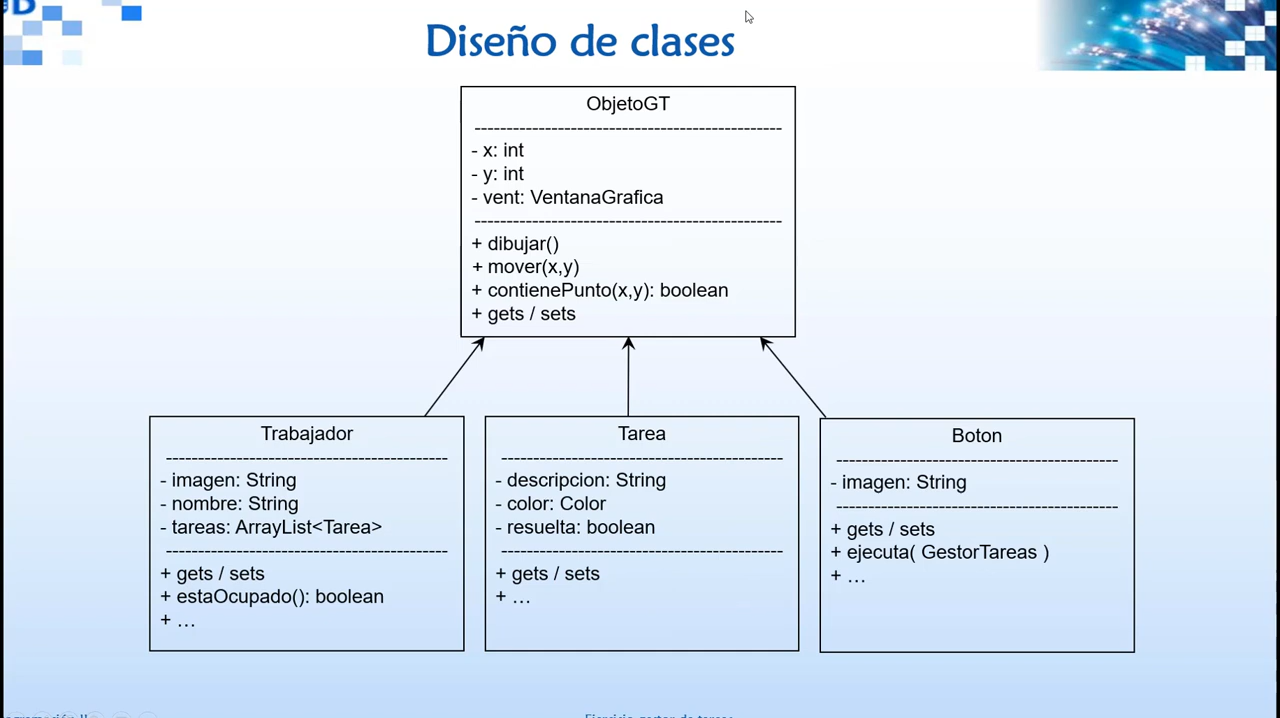 Diseño de clases
ObjetoGT
- x: int
- y: int
- vent: VentanaGrafica
+ dibujar()
+ mover(x,y)
+ contienePunto(x,y): boolean
+ gets / sets
Trabajador
- imagen: String
- nombre: String
- tareas: ArrayList<Tarea>
+ gets / sets
+ estaOcupado(): boolean
+ …
Tarea
- descripcion: String
- color: Color
- resuelta: boolean
+ gets / sets
+ …
Boton
- imagen: String
+ gets / sets
+ ejecuta( GestorTareas )
+ …